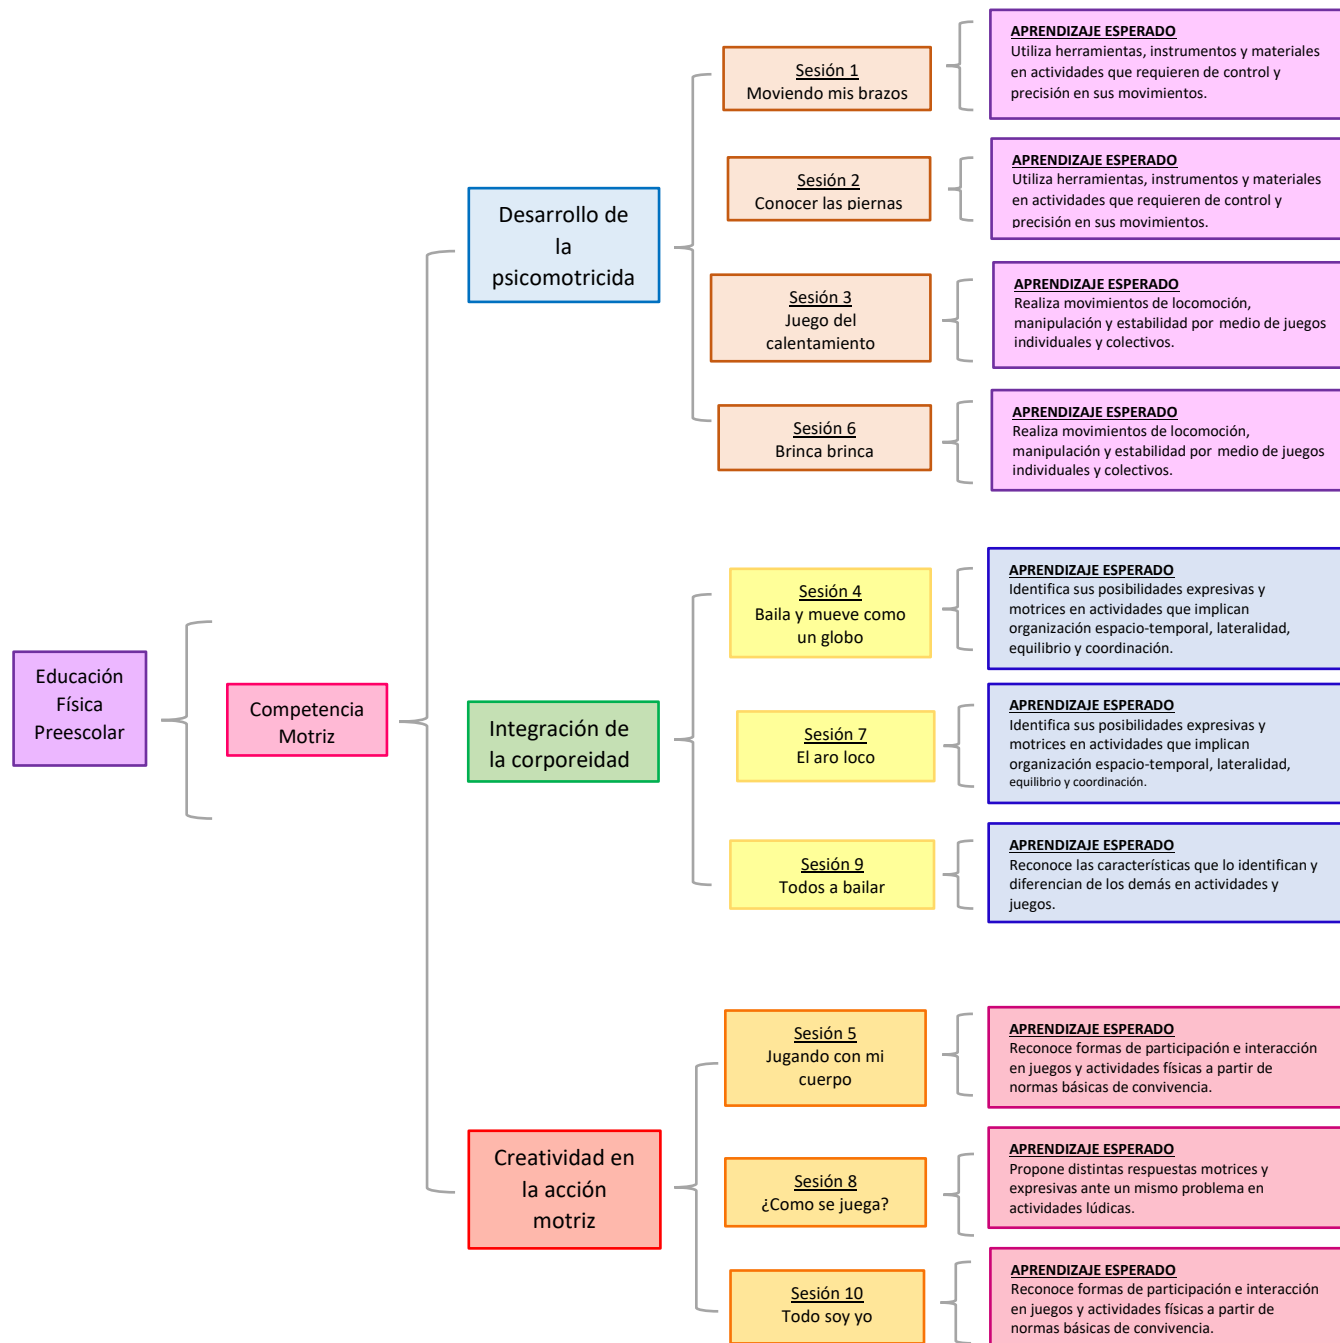 Educación
Física
Preescolar
Competencia
Motriz
Desarrollo de
la
psicomotricida
Sesión 1
Moviendo mis brazos
APRENDIZAJE ESPERADO
Utiliza herramientas, instrumentos y materiales
en actividades que requieren de control y
precisión en sus movimientos.
Sesión 2
Conocer las piernas
APRENDIZAJE ESPERADO
Utiliza herramientas, instrumentos y materiales
en actividades que requieren de control y
precisión en sus movimientos.
Sesión 3
Juego del
calentamiento
APRENDIZAJE ESPERADO
Realiza movimientos de locomoción,
manipulación y estabilidad por medio de juegos
individuales y colectivos.
Sesión 6
Brinca brinca
APRENDIZAJE ESPERADO
Realiza movimientos de locomoción,
manipulación y estabilidad por medio de juegos
individuales y colectivos.
Integración de
la corporeidad
Sesión 4
Baila y mueve como
un globo
APRENDIZAJE ESPERADO
Identifica sus posibilidades expresivas y
motrices en actividades que implican
organización espacio-temporal, lateralidad,
equilibrio y coordinación.
Sesión 7
El aro loco
APRENDIZAJE ESPERADO
Identifica sus posibilidades expresivas y
motrices en actividades que implican
organización espacio-temporal, lateralidad,
equilibrio y coordinación.
Sesión 9
Todos a bailar
APRENDIZAJE ESPERADO
Reconoce las características que lo identifican y
diferencian de los demás en actividades y
juegos.
Creatividad en
la acción
motriz
Sesión 5
Jugando con mi
cuerpo
APRENDIZAJE ESPERADO
Reconoce formas de participación e interacción
en juegos y actividades físicas a partir de
normas básicas de convivencia.
Sesión 8
¿Como se juega?
APRENDIZAJE ESPERADO
Propone distintas respuestas motrices y
expresivas ante un mismo problema en
actividades lúdicas.
Sesión 10
Todo soy yo
APRENDIZAJE ESPERADO
Reconoce formas de participación e interacción
en juegos y actividades físicas a partir de
normas básicas de convivencia.